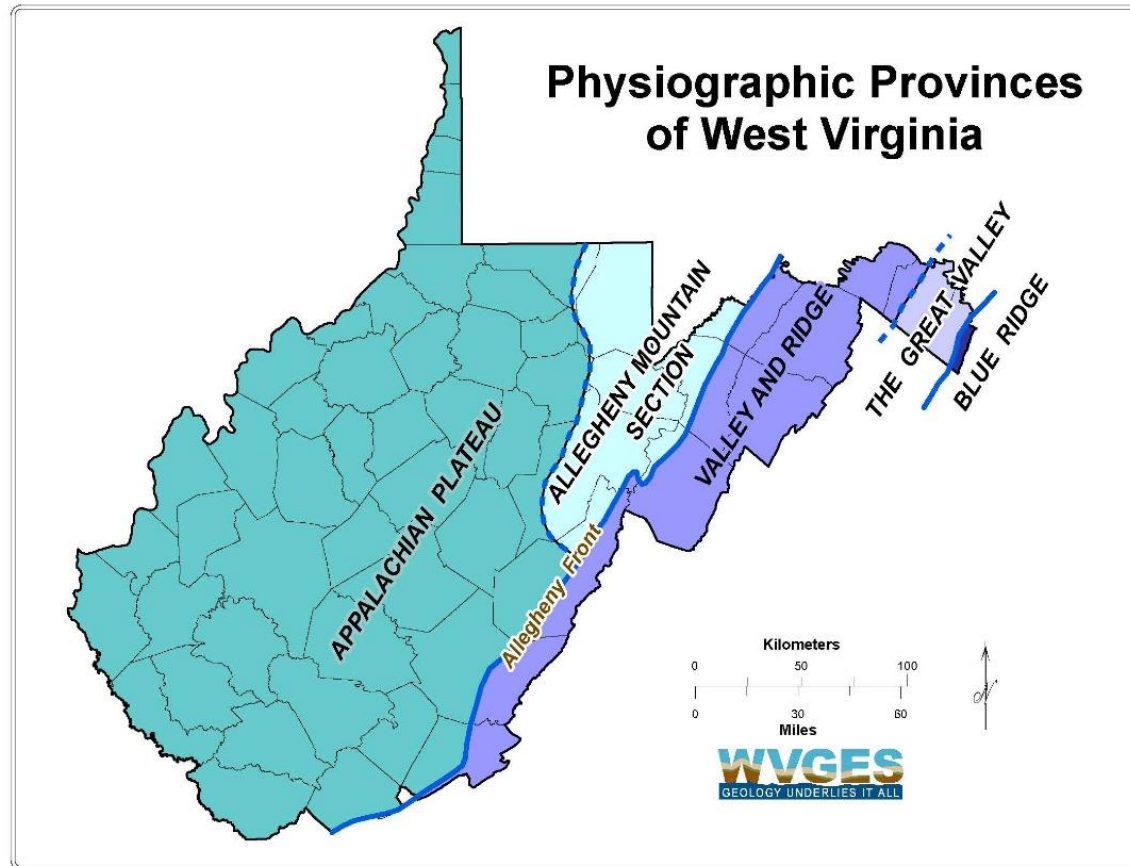 Physiographic Provinces
of West Virginia
APPALACHIAN PLATEAU
ALLEGHENY MOUNTAIN
SECTION
Allegheny Front
VALLEY AND RIDGE
THE GREAT VALLEY
BLUE RIDGE
Kilometers
0 50 100
0 30 60
Miles
N
WVGES
GEOLOGY UNDERLIES IT ALL